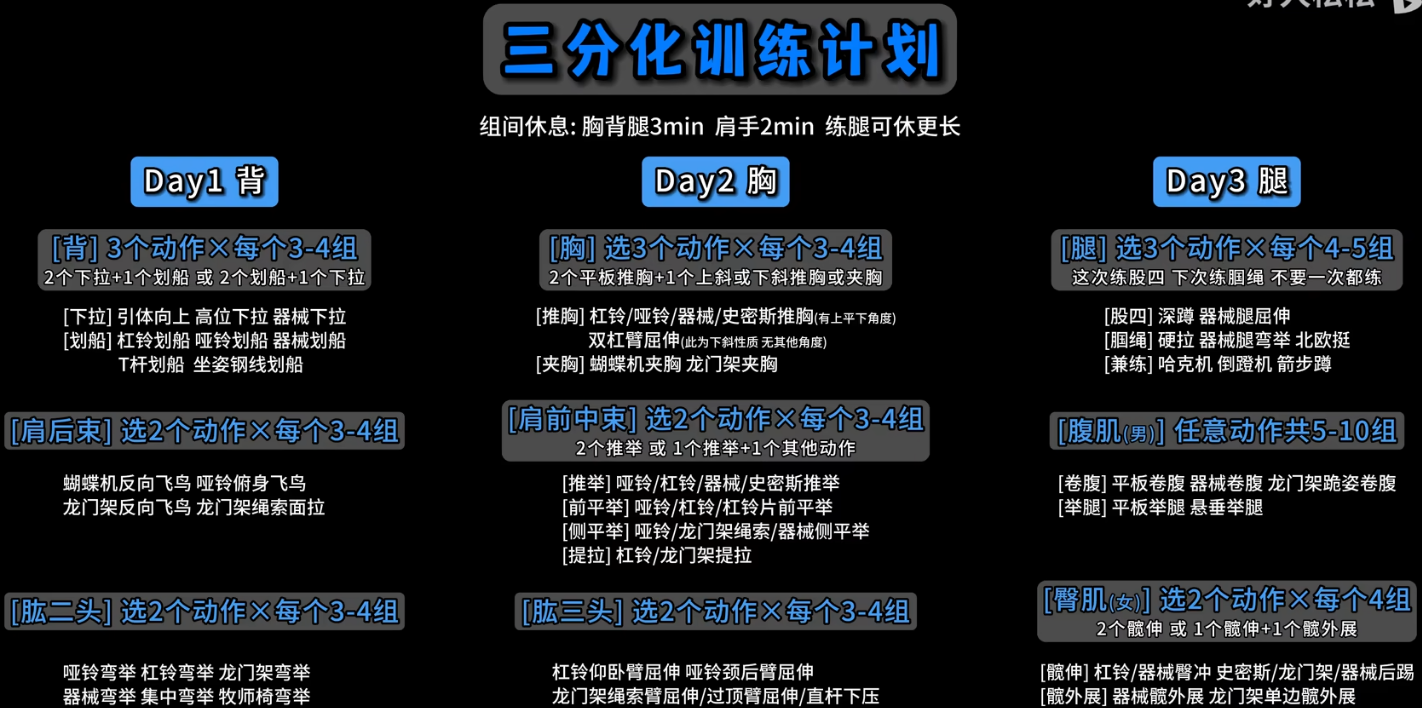 三分化训练计划
组间休息: 胸背腿3min 肩手2min 练腿可休更长
Day1 背
[背] 3个动作×每个3-4组
2个下拉+1个划船 或 2个划船+1个下拉
[下拉] 引体向上 高位下拉 器械下拉
[划船] 杠铃划船 哑铃划船 器械划船
T杆划船 坐姿钢线划船
[肩后束] 选2个动作×每个3-4组
蝴蝶机反向飞鸟 哑铃俯身飞鸟
龙门架反向飞鸟 龙门架绳索面拉
[肱二头] 选2个动作×每个3-4组
哑铃弯举 杠铃弯举 龙门架弯举
器械弯举 集中弯举 牧师椅弯举
Day2 胸
[胸] 选3个动作×每个3-4组
2个平板推胸+1个上斜或下斜推胸或夹胸
[推胸] 杠铃/哑铃/器械/史密斯推胸(有上平下角度)
双杠臂屈伸(此为下斜性质 无其他角度)
[夹胸] 蝴蝶机夹胸 龙门架夹胸
[肩前中束] 选2个动作×每个3-4组
2个推举 或 1个推举+1个其他动作
[推举] 哑铃/杠铃/器械/史密斯推举
[前平举] 哑铃/杠铃/杠铃片前平举
[侧平举] 哑铃/龙门架绳索/器械侧平举
[提拉] 杠铃/龙门架提拉
[肱三头] 选2个动作×每个3-4组
杠铃仰卧臂屈伸 哑铃颈后臂屈伸
龙门架绳索臂屈伸/过顶臂屈伸/直杆下压
Day3 腿
[腿] 选3个动作×每个4-5组
这次练股四 下次练腘绳 不要一次都练
[股四] 深蹲 器械腿屈伸
[腘绳] 硬拉 器械腿弯举 北欧挺
[兼练] 哈克机 倒蹬机 箭步蹲
[腹肌(男)] 任意动作共5-10组
[卷腹] 平板卷腹 器械卷腹 龙门架跪姿卷腹
[举腿] 平板举腿 悬垂举腿
[臀肌(女)] 选2个动作×每个4组
2个髋伸 或 1个髋伸+1个髋外展
[髋伸] 杠铃/器械臀冲 史密斯/龙门架/器械后踢
[髋外展] 器械髋外展 龙门架单边髋外展